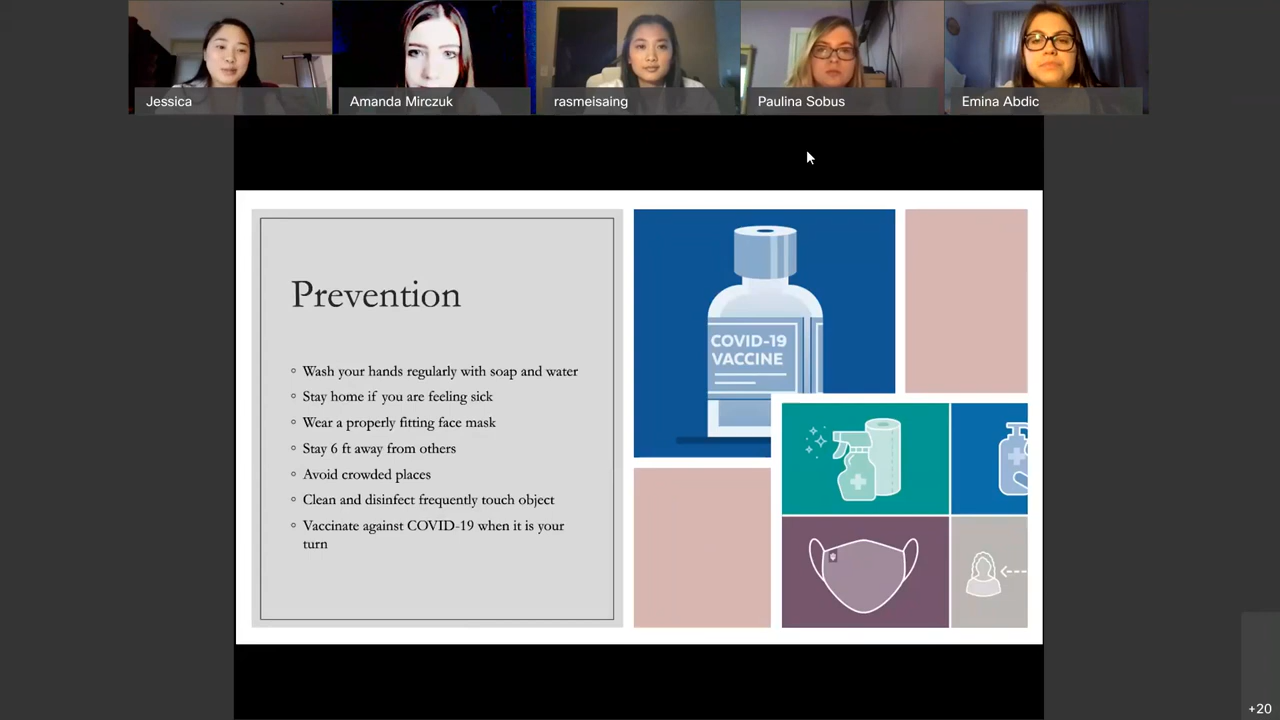 Jessica
Amanda Mirczuk
rasmeisaing
Paulina Sobus
Emina Abdic
Prevention
Wash your hands regularly with soap and water
Stay home if you are feeling sick
Wear a properly fitting face mask
Stay 6 ft away from others
Avoid crowded places
Clean and disinfect frequently touch object
Vaccinate against COVID-19 when it is your
turn
COVID-19
VACCINE
+20